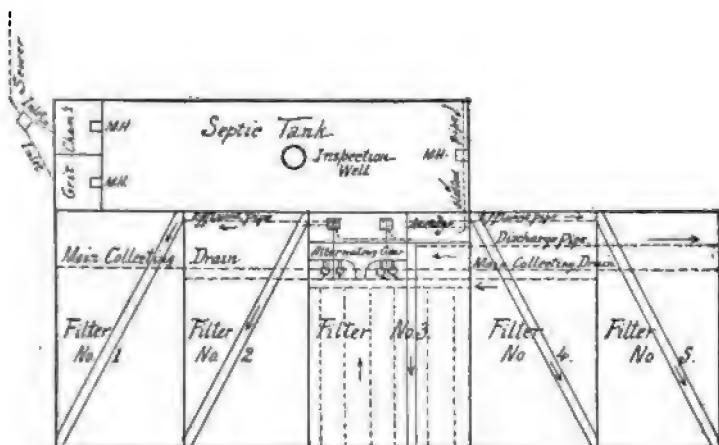 Sewer
Inlet
Inlet
Grit Cham's
MH
MH.
Septic Tank
Inspection
Well
MH-
Effluent pipe
Effluent pipe
Discharge Pipe
Main Collecting Drain
Alternating Gear
Main Collecting Drain
Filter
No. 1
Filter
No. 2
Filter No. 3.
Filter
No 4.
Filter
No 5.